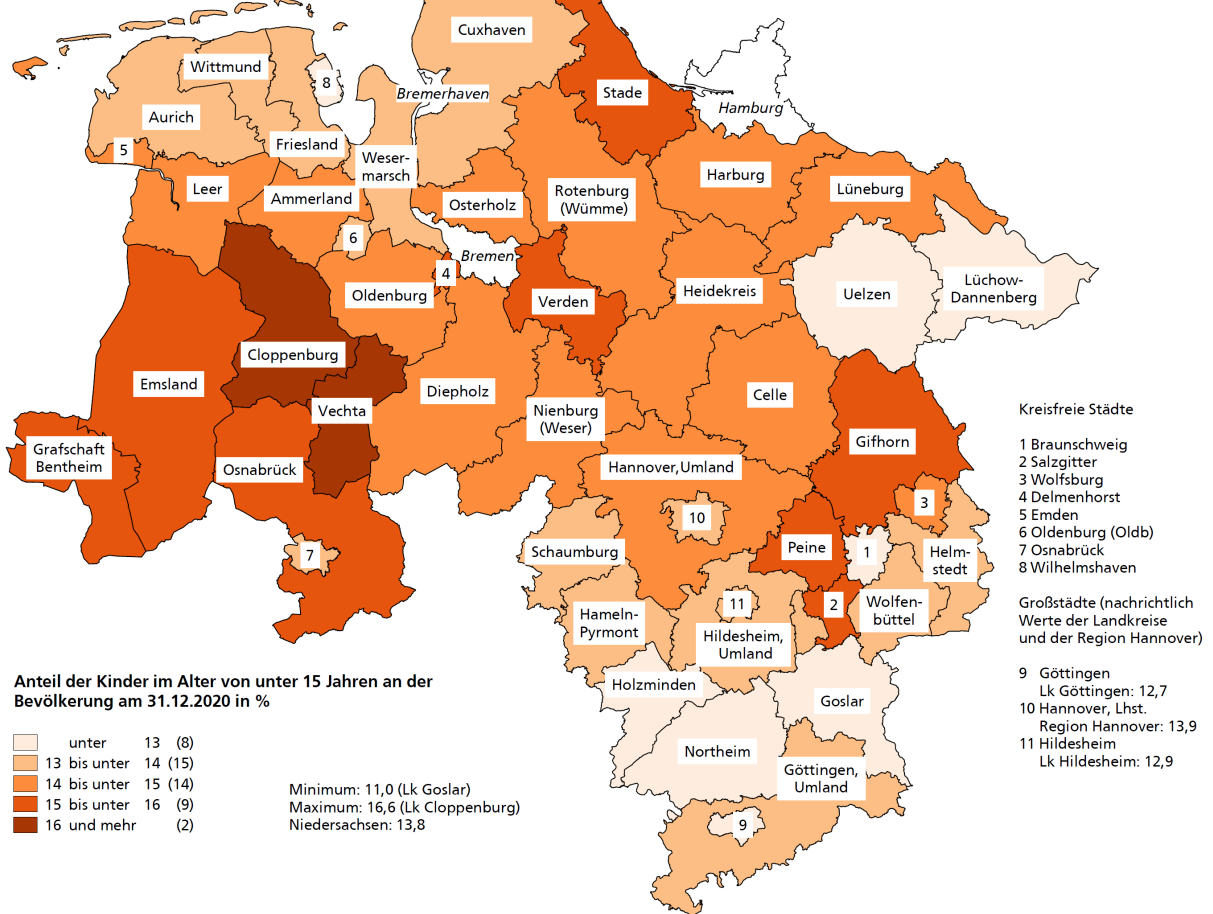 Cuxhaven
Wittmund
8
Bremerhaven
Stade
Hamburg
Aurich
Friesland
5
Weser-
marsch
Leer
Ammerland
Osterholz
Rotenburg
(Wümme)
Harburg
Lüneburg
6
Bremen
4
Oldenburg
Verden
Heidekreis
Uelzen
Lüchow-
Dannenberg
Cloppenburg
Emsland
Vechta
Diepholz
Nienburg
(Weser)
Celle
Gifhorn
Grafschaft
Bentheim
Osnabrück
Hannover,Umland
3
10
7
Schaumburg
Peine
1
Helm-
stedt
11
2
Wolfen-
büttel
Hameln-
Pyrmont
Hildesheim,
Umland
Holzminden
Goslar
Northeim
Göttingen,
Umland
9
Kreisfreie Städte
1 Braunschweig
2 Salzgitter
3 Wolfsburg
4 Delmenhorst
5 Emden
6 Oldenburg (Oldb)
7 Osnabrück
8 Wilhelmshaven
Großstädte (nachrichtlich
Werte der Landkreise
und der Region Hannover)
9 Göttingen
Lk Göttingen: 12,7
10 Hannover, Lhst.
Region Hannover: 13,9
11 Hildesheim
Lk Hildesheim: 12,9
Anteil der Kinder im Alter von unter 15 Jahren an der
Bevölkerung am 31.12.2020 in %
unter 13 (8)
13 bis unter 14 (15)
14 bis unter 15 (14)
15 bis unter 16 (9)
16 und mehr (2)
Minimum: 11,0 (Lk Goslar)
Maximum: 16,6 (Lk Cloppenburg)
Niedersachsen: 13,8